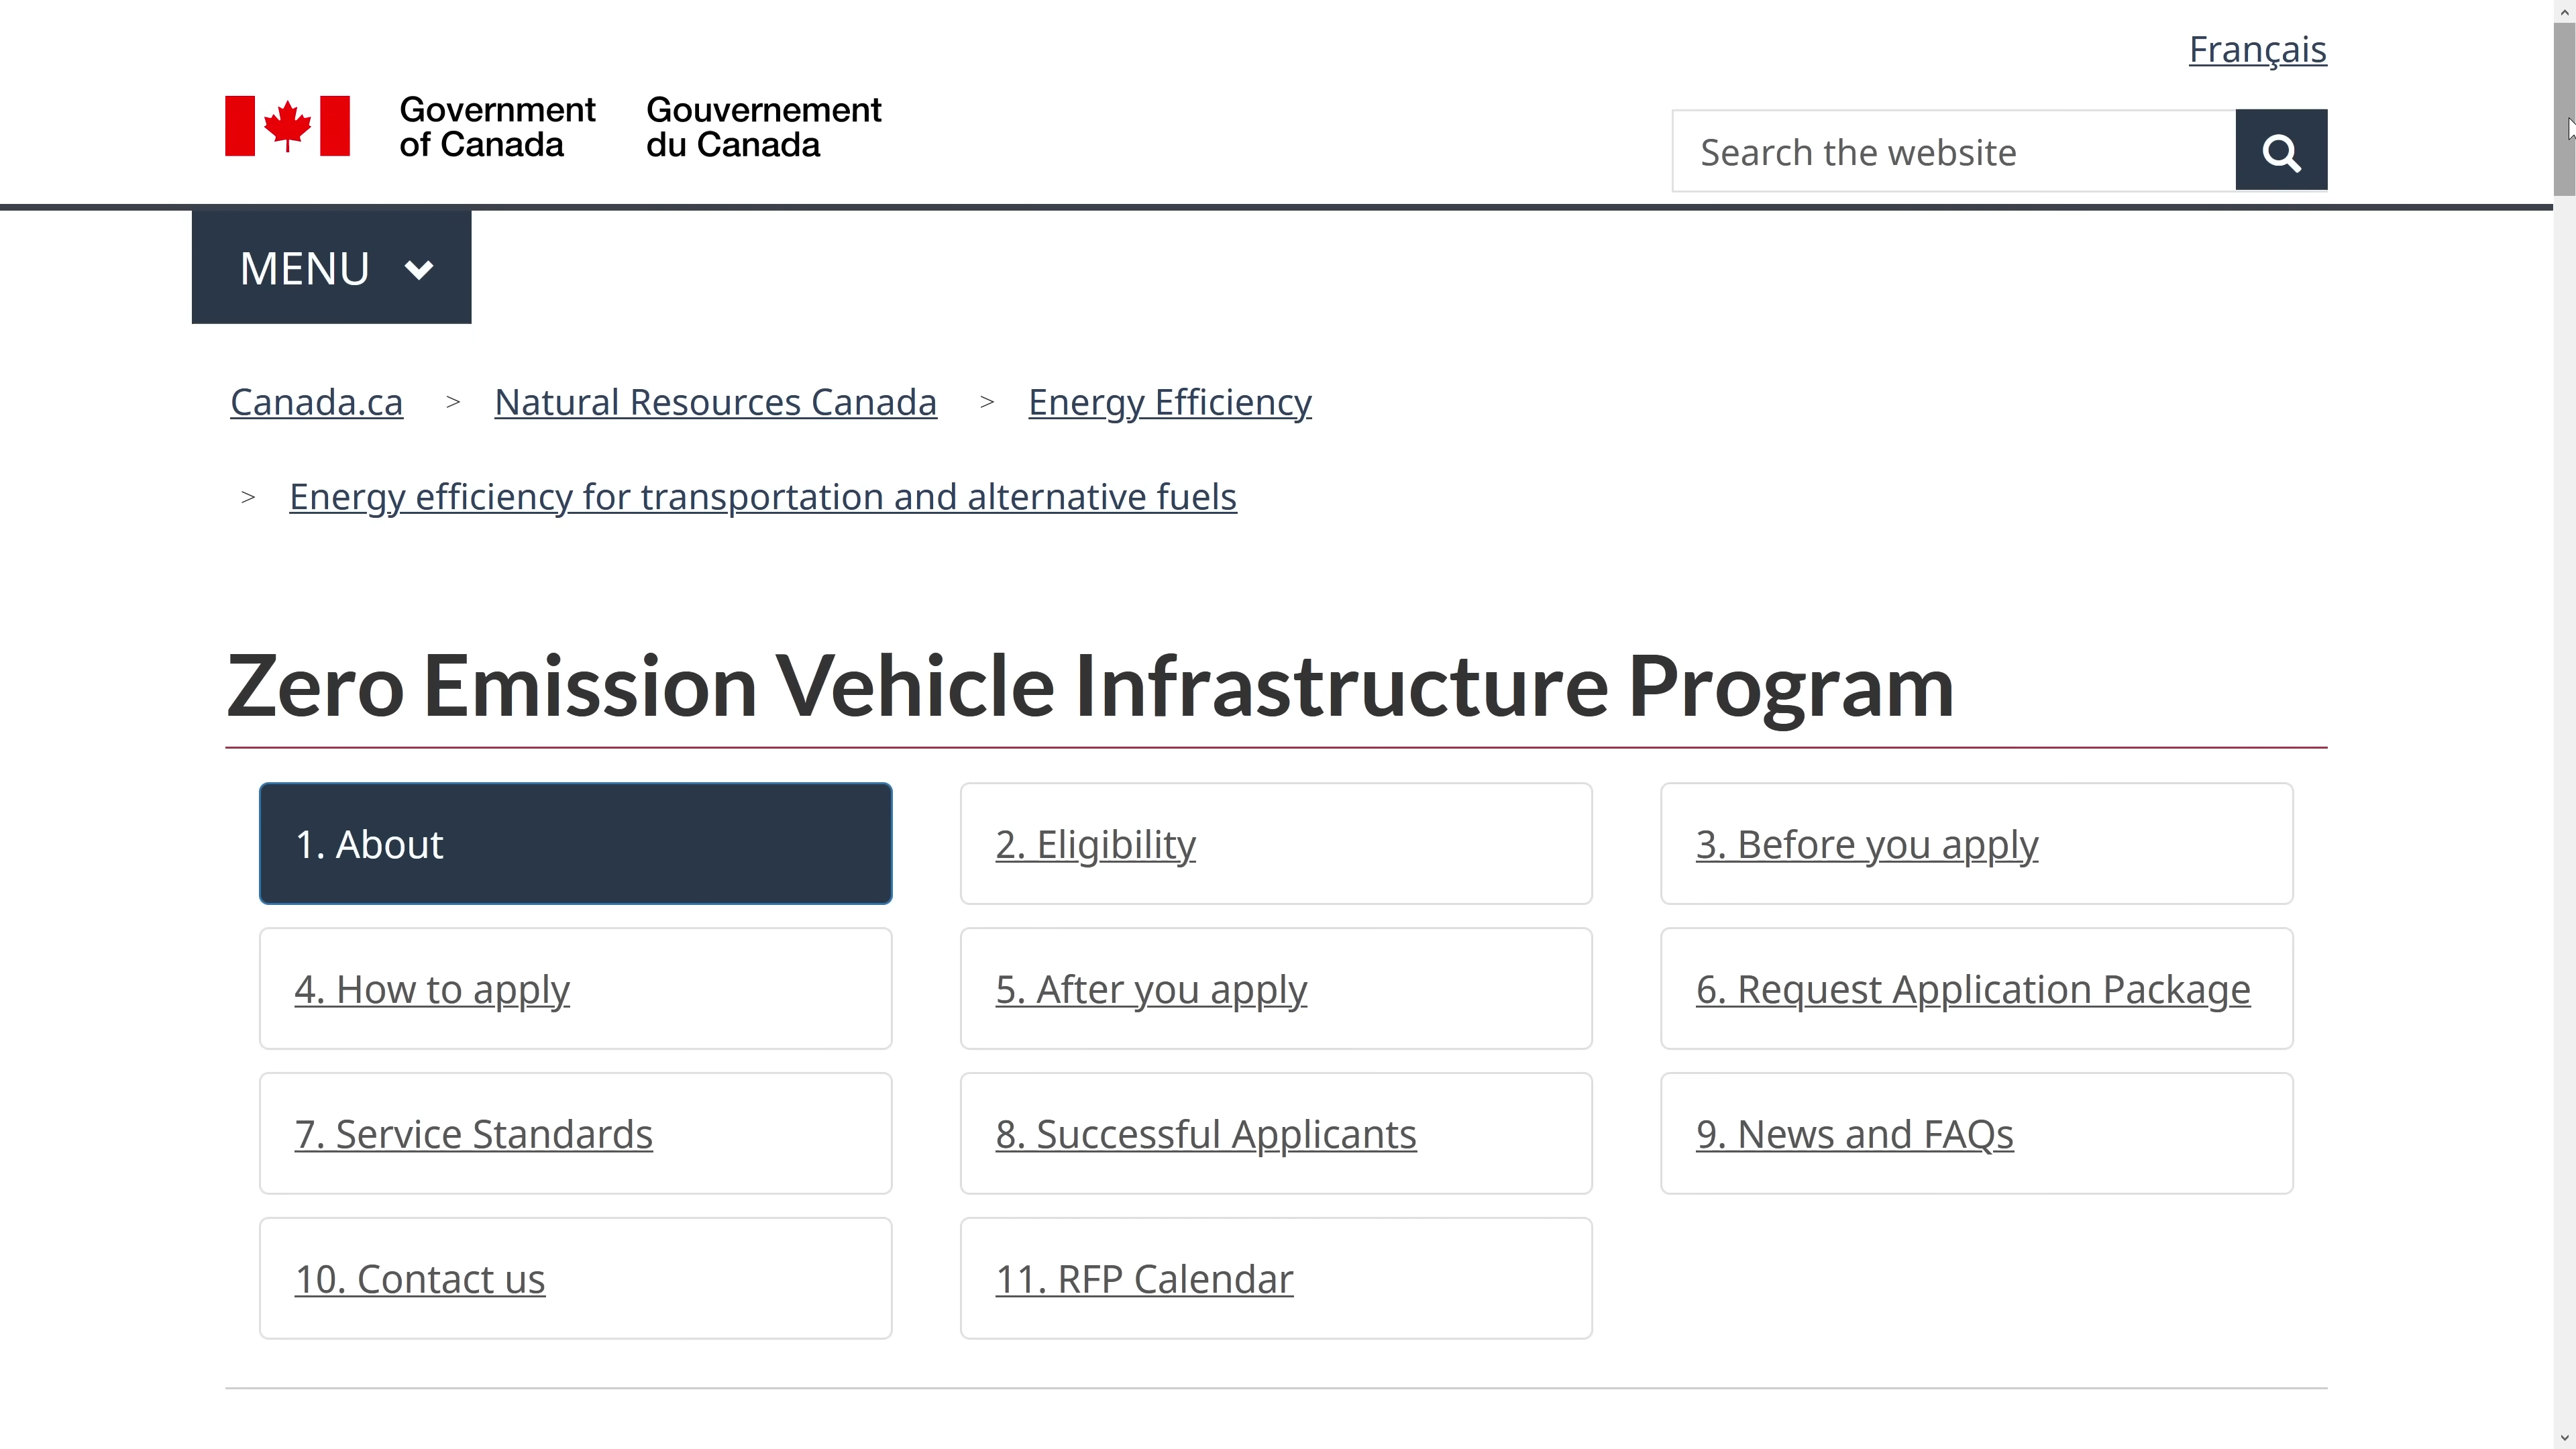 Français
Government
of Canada
Gouvernement
du Canada
Search the website
MENU
Canada.ca > Natural Resources Canada > Energy Efficiency
> Energy efficiency for transportation and alternative fuels
Zero Emission Vehicle Infrastructure Program
1. About
2. Eligibility
3. Before you apply
4. How to apply
5. After you apply
6. Request Application Package
7. Service Standards
8. Successful Applicants
9. News and FAQs
10. Contact us
11. RFP Calendar